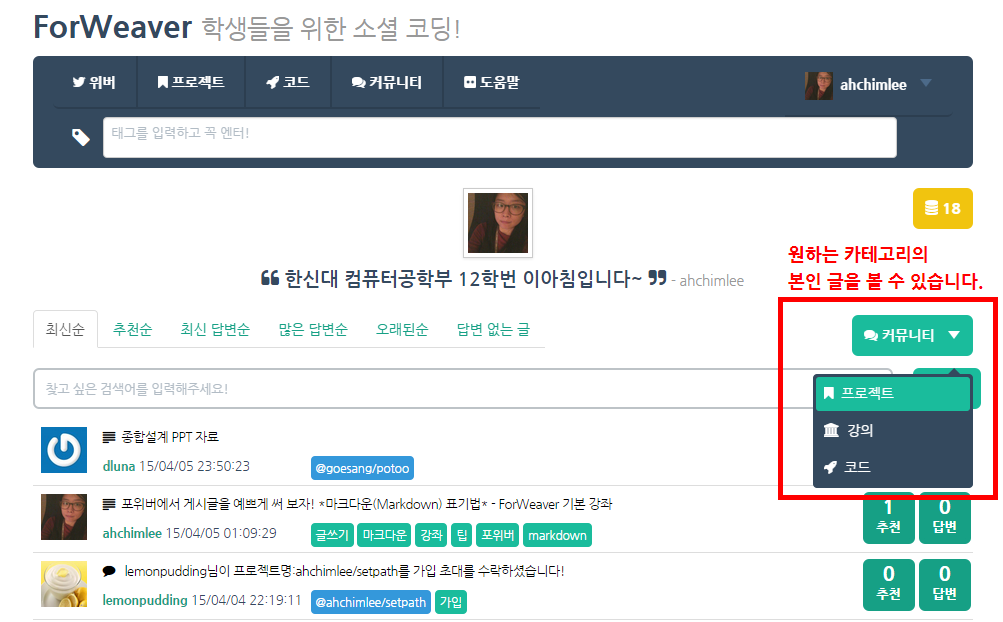 ForWeaver 학생들을 위한 소셜 코딩!
위버 프로젝트 코드 커뮤니티 도움말 ahchimlee
태그를 입력하고 꼭 엔터!
18
원하는 카테고리의
본인 글을 볼 수 있습니다.
한신대 컴퓨터공학부 12학번 이아침입니다~ - ahchimlee
최신순 추천순 최신 답변순 많은 답변순 오래된순 답변 없는 글
커뮤니티
찾고 싶은 검색어를 입력해주세요!
프로젝트
강의
코드
종합설계 PPT 자료
dluna 15/04/05 23:50:23 @goesang/potoo
포위버에서 게시글을 예쁘게 써 보자! *마크다운(Markdown) 표기법* - ForWeaver 기본 강좌
ahchimlee 15/04/05 01:09:29 글쓰기 마크다운 강좌 팁 포위버 markdown
1 추천 0 답변
lemonpudding님이 프로젝트명:ahchimlee/setpath를 가입 초대를 수락하셨습니다!
lemonpudding 15/04/04 22:19:11 @ahchimlee/setpath 가입
0 추천 0 답변